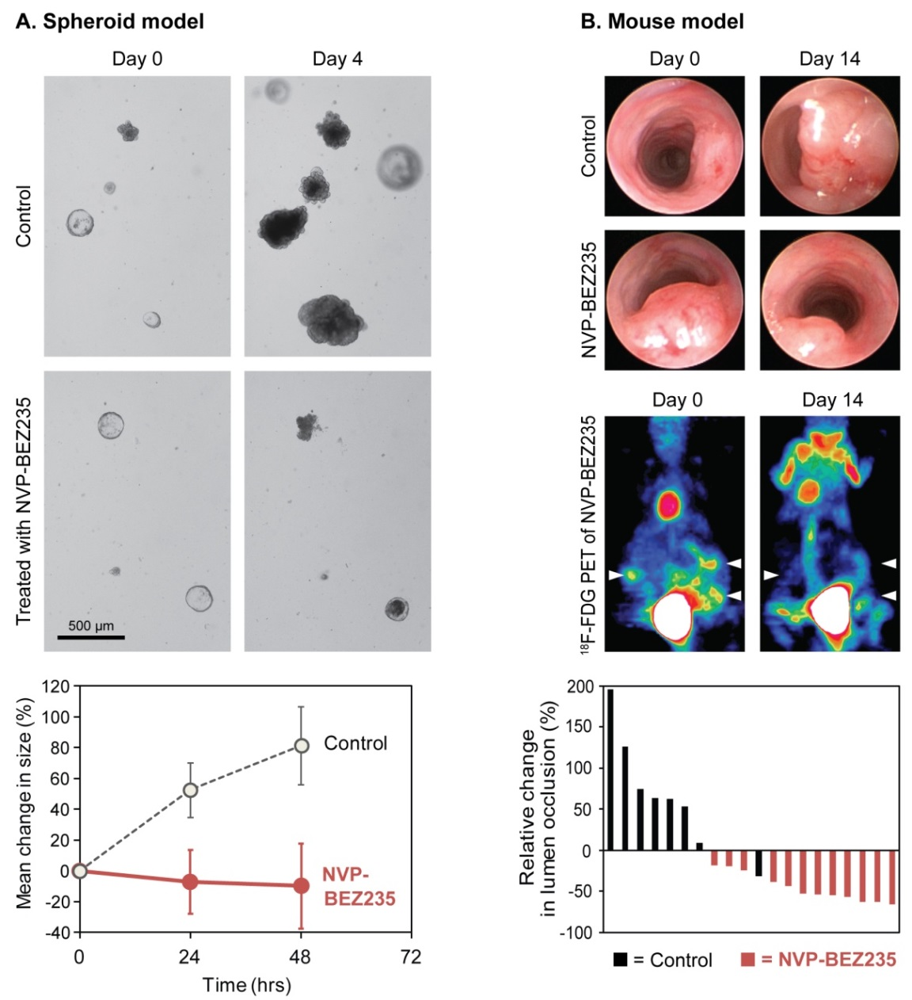 A. Spheroid model
Day 0
Day 4
Control
Treated with NVP-BEZ235
500 µm
120
100
80
60
40
20
0
-20
-40
0
24
48
72
Mean change in size (%)
Time (hrs)
Control
NVP-
BEZ235
B. Mouse model
Day 0
Day 14
Control
NVP-BEZ235
Day 0
Day 14
¹⁸F-FDG PET of NVP-BEZ235
200
150
100
50
0
-50
-100
Relative change
in lumen occlusion (%)
= Control
= NVP-BEZ235